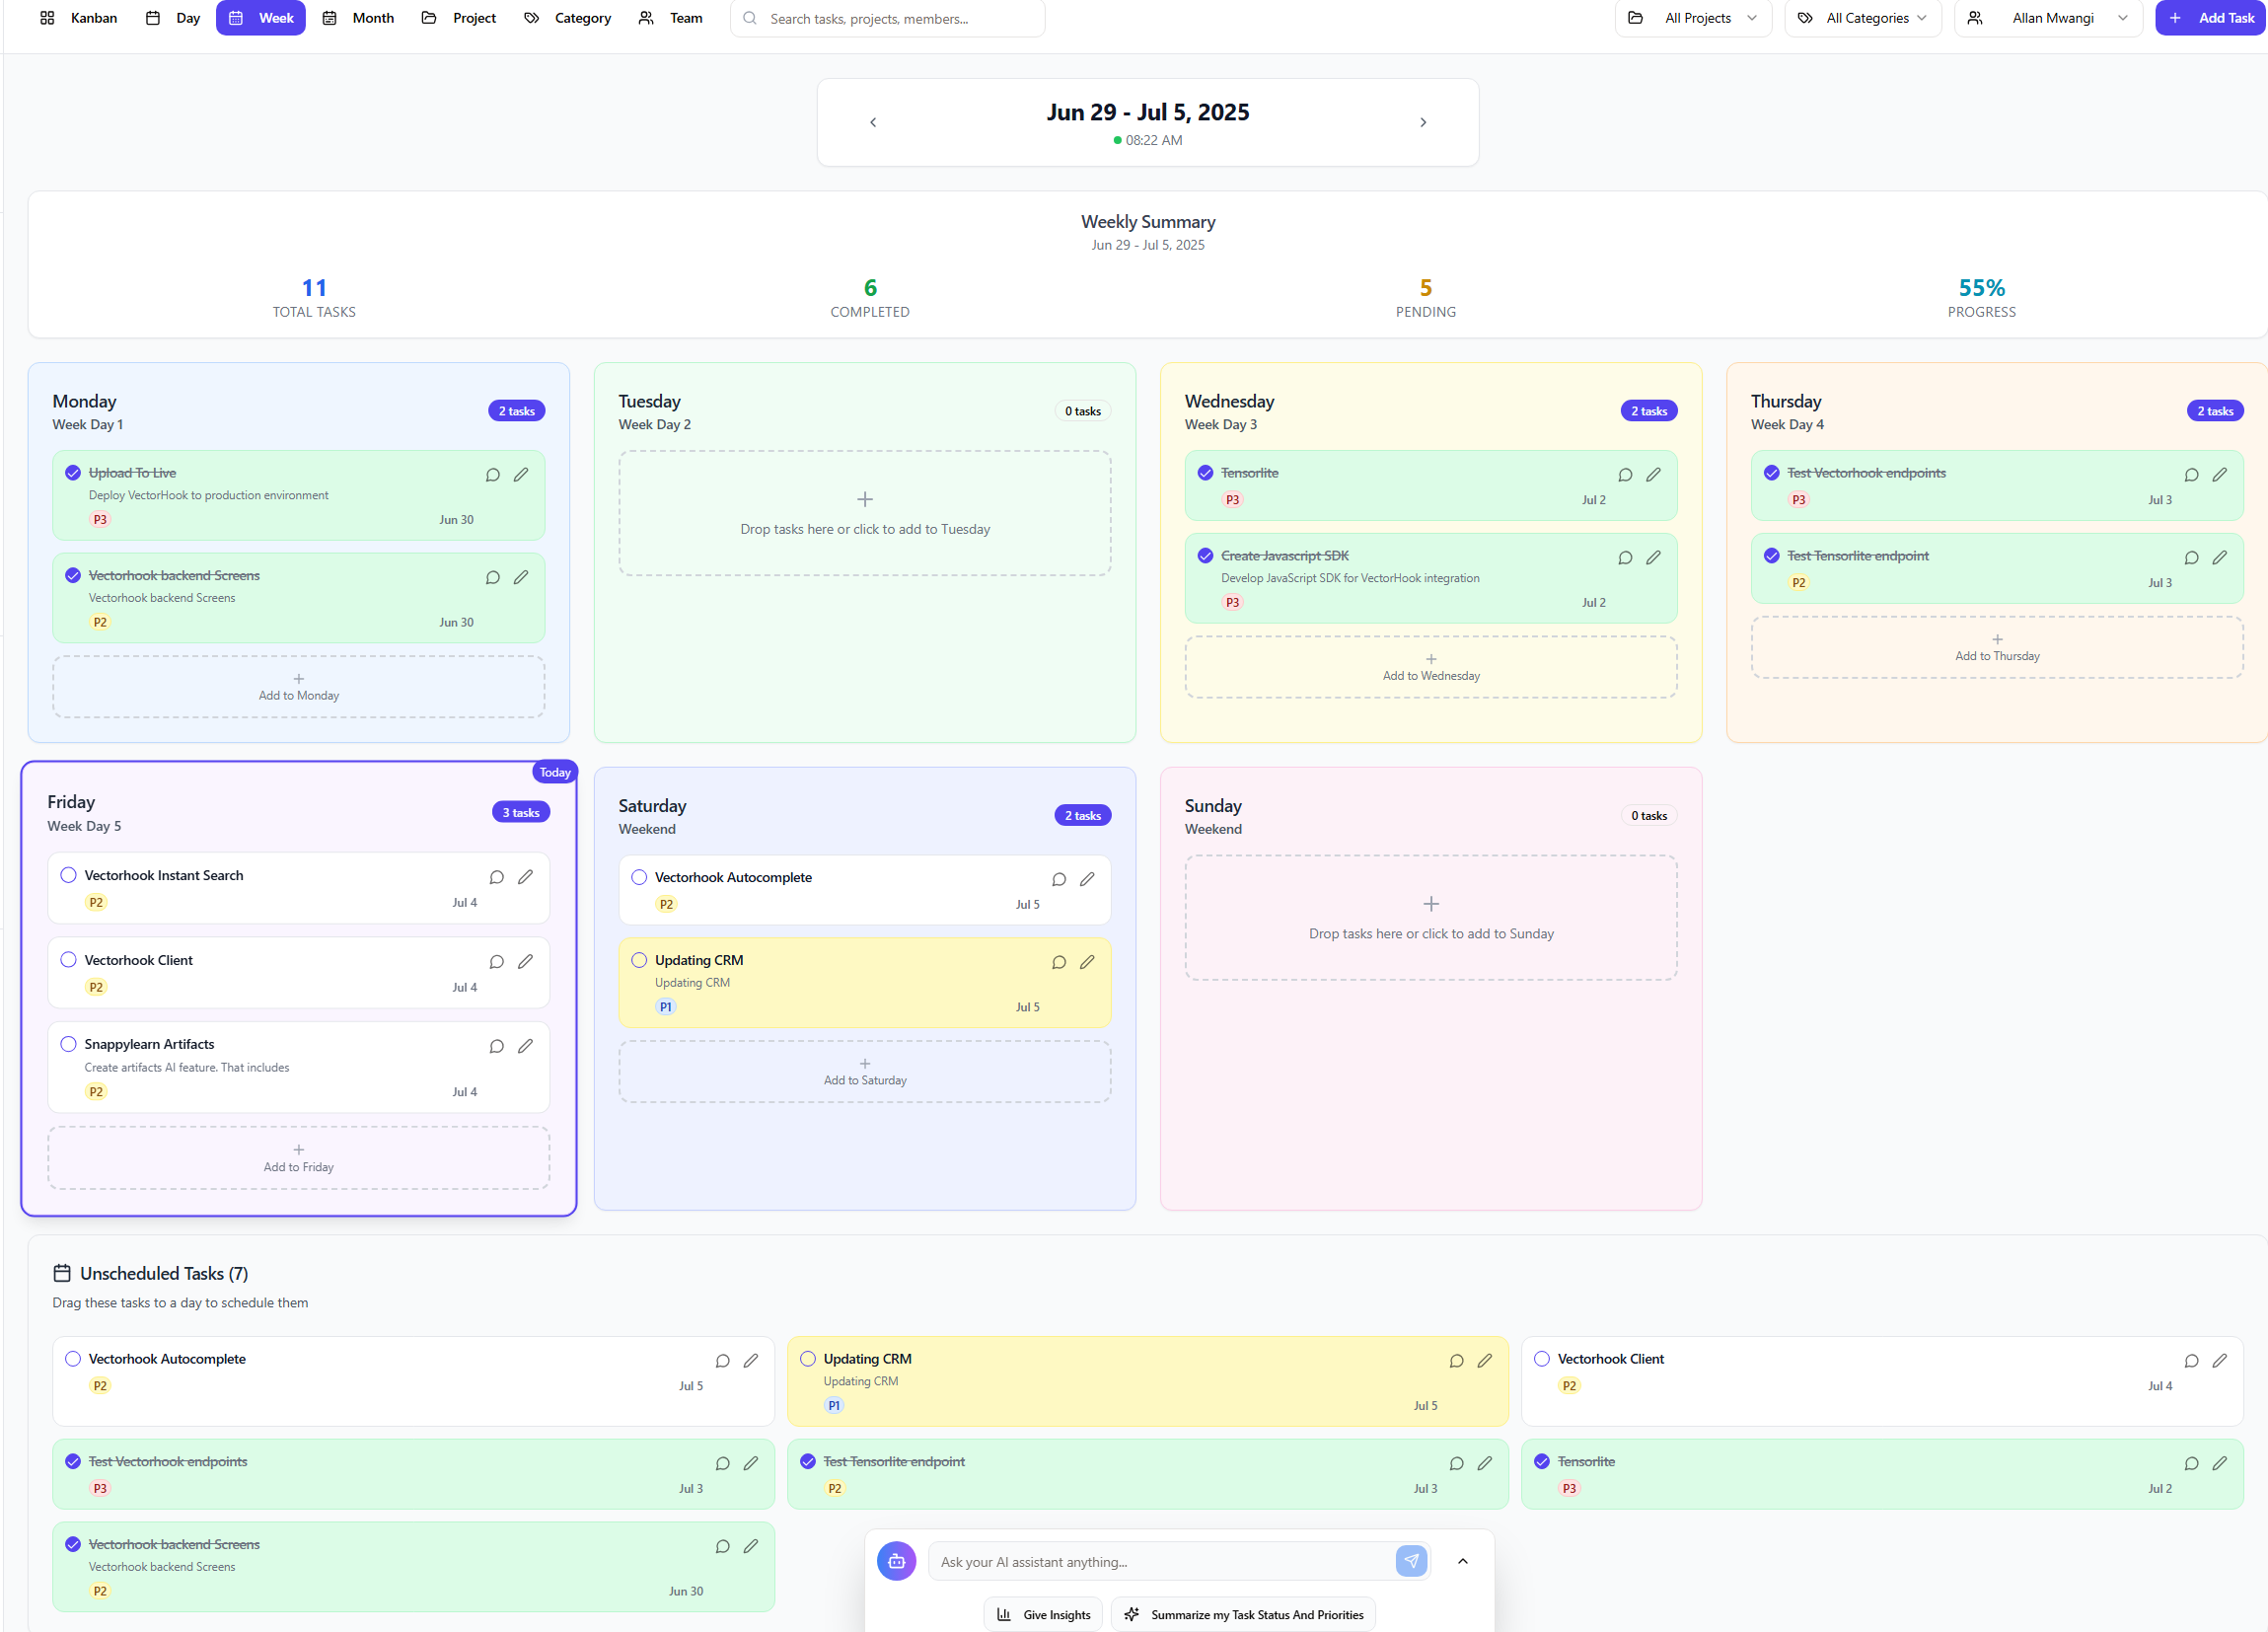 Kanban Day Week Month Project Category Team Search tasks, projects, members... All Projects All Categories Allan Mwangi Add Task
Jun 29 - Jul 5, 2025
08:22 AM
Weekly Summary
Jun 29 - Jul 5, 2025
11 6 5 55%
TOTAL TASKS COMPLETED PENDING PROGRESS
Monday
Week Day 1
2 tasks
Upload To Live
Deploy VectorHook to production environment
P3 Jun 30
Vectorhook backend Screens
Vectorhook backend Screens
P2 Jun 30
Add to Monday
Tuesday
Week Day 2
0 tasks
Drop tasks here or click to add to Tuesday
Wednesday
Week Day 3
2 tasks
Tensorlite
P3 Jul 2
Create Javascript SDK
Develop JavaScript SDK for VectorHook integration
P3 Jul 2
Add to Wednesday
Thursday
Week Day 4
2 tasks
Test Vectorhook endpoints
P3 Jul 3
Test Tensorlite endpoint
P2 Jul 3
Add to Thursday
Today
Friday
Week Day 5
3 tasks
Vectorhook Instant Search
P2 Jul 4
Vectorhook Client
P2 Jul 4
Snappylearn Artifacts
Create artifacts AI feature. That includes
P2 Jul 4
Add to Friday
Saturday
Weekend
2 tasks
Vectorhook Autocomplete
P2 Jul 5
Updating CRM
Updating CRM
P1 Jul 5
Add to Saturday
Sunday
Weekend
0 tasks
Drop tasks here or click to add to Sunday
Unscheduled Tasks (7)
Drag these tasks to a day to schedule them
Vectorhook Autocomplete
P2 Jul 5
Updating CRM
Updating CRM
P1 Jul 5
Vectorhook Client
P2 Jul 4
Test Vectorhook endpoints
P3 Jul 3
Test Tensorlite endpoint
P2 Jul 3
Tensorlite
P3 Jul 2
Vectorhook backend Screens
Vectorhook backend Screens
P2 Jun 30
Ask your AI assistant anything...
Give Insights Summarize my Task Status And Priorities